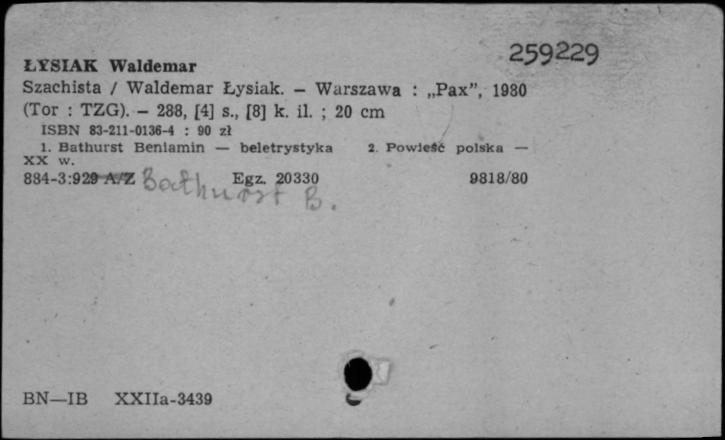 259229
ŁYSIAK Waldemar
Szachista / Waldemar Łysiak. — Warszawa : „Pax”, 1980
(Tor : TZG). — 288, [4] s., [8] k. il. ; 20 cm
ISBN 83-211-0136-4 : 90 zł
1. Bathurst Beniamin — beletrystyka 2. Powieść polska —
XX w.
884-3:929 A/Z Bathurst B. Egz. 20330 9818/80
BN—IB XXIIa-3439